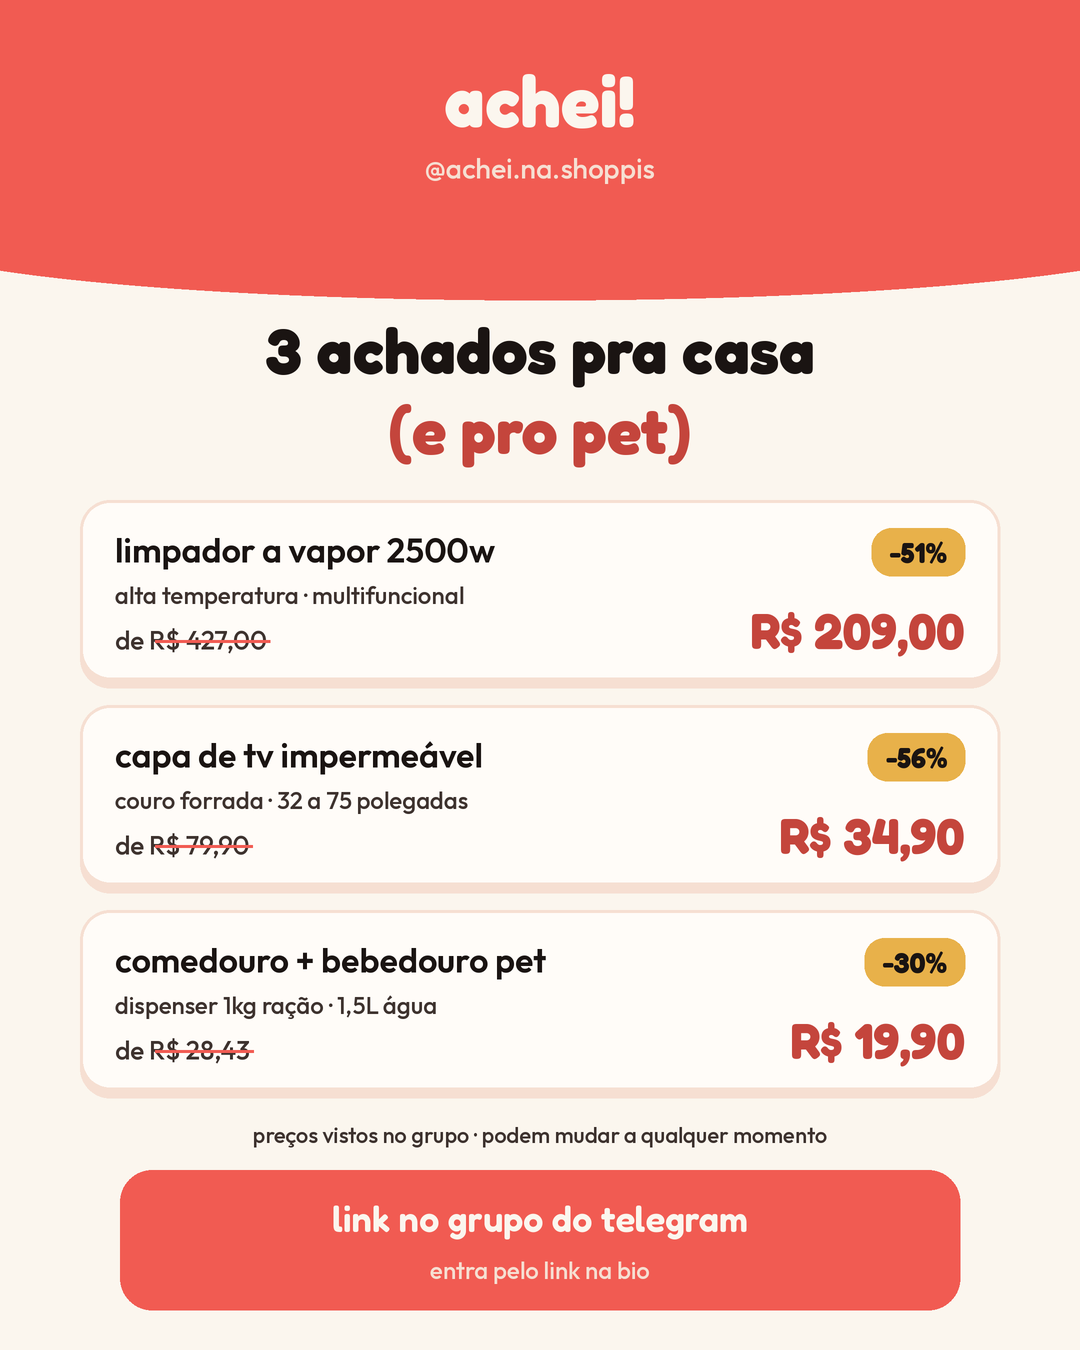 achei!
@achei.na.shoppis
3 achados pra casa
(e pro pet)
limpador a vapor 2500w
-51%
alta temperatura · multifuncional
de R$ 427,00
R$ 209,00
capa de tv impermeável
-56%
couro forrada · 32 a 75 polegadas
de R$ 79,90
R$ 34,90
comedouro + bebedouro pet
-30%
dispenser 1kg ração · 1,5L água
de R$ 28,43
R$ 19,90
preços vistos no grupo · podem mudar a qualquer momento
link no grupo do telegram
entra pelo link na bio